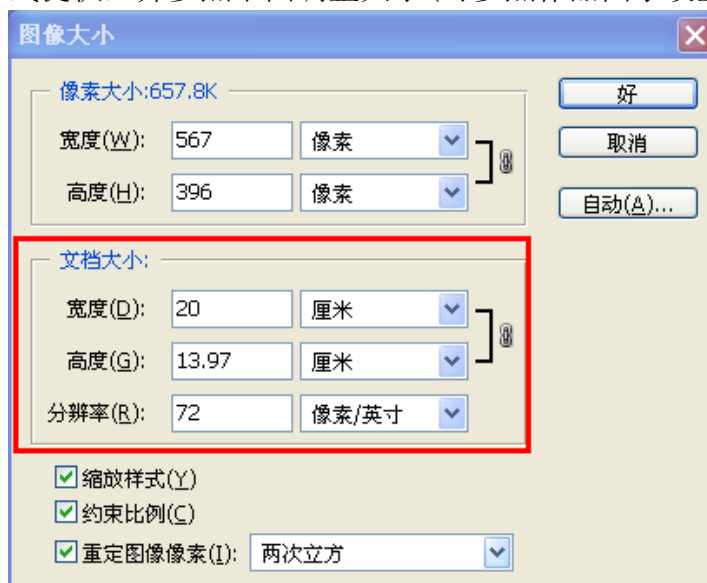 图像大小
像素大小:657.8K
好
宽度(W): 567 像素
取消
高度(H): 396 像素
自动(A)...
文档大小:
宽度(D): 20 厘米
高度(G): 13.97 厘米
分辨率(R): 72 像素/英寸
缩放样式(Y)
约束比例(C)
重定图像像素(I): 两次立方